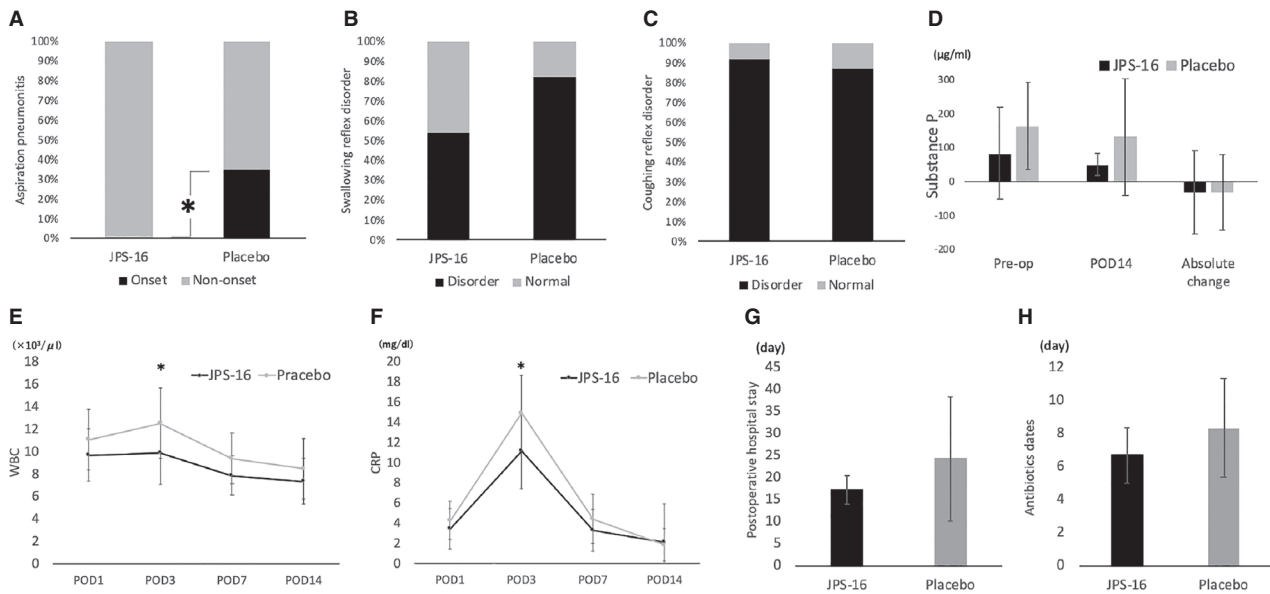 A
Aspiration pneumonitis
100%
90%
80%
70%
60%
50%
40%
30%
20%
10%
0%
*
JPS-16 Placebo
Onset Non-onset
B
Swallowing reflex disorder
100%
90%
80%
70%
60%
50%
40%
30%
20%
10%
0%
JPS-16 Placebo
Disorder Normal
C
Coughing reflex disorder
100%
90%
80%
70%
60%
50%
40%
30%
20%
10%
0%
JPS-16 Placebo
Disorder Normal
D
(μg/ml)
JPS-16 Placebo
Substance P
300
200
100
0
-100
-200
Pre-op POD14 Absolute
change
E
(×10³/μl)
JPS-16 Pracebo
WBC
18
16
14
12
10
8
6
4
2
0
*
POD1 POD3 POD7 POD14
F
(mg/dl)
JPS-16 Placebo
CRP
20
18
16
14
12
10
8
6
4
2
0
*
POD1 POD3 POD7 POD14
G
(day)
Postoperative hospital stay
45
40
35
30
25
20
15
10
5
0
JPS-16 Placebo
H
(day)
Antibiotics dates
12
10
8
6
4
2
0
JPS-16 Placebo